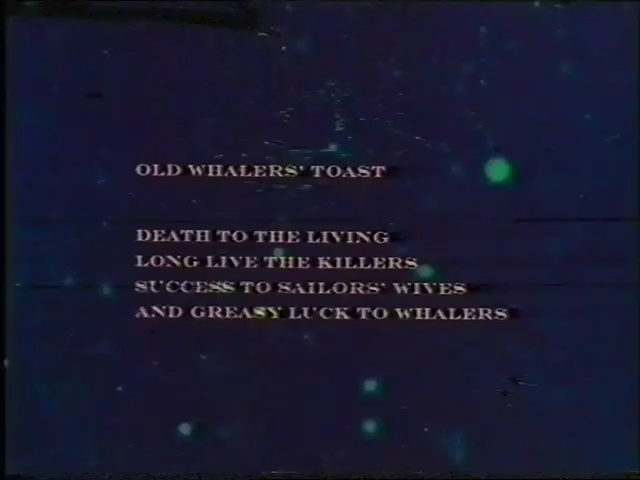 OLD WHALERS' TOAST
DEATH TO THE LIVING
LONG LIVE THE KILLERS
SUCCESS TO SAILORS' WIVES
AND GREASY LUCK TO WHALERS